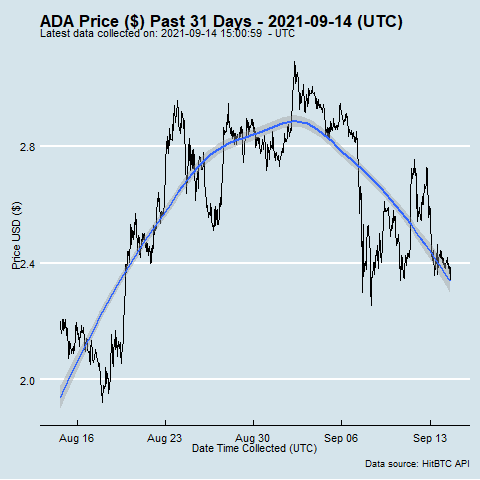 ADA Price ($) Past 31 Days - 2021-09-14 (UTC)
Latest data collected on: 2021-09-14 15:00:59 - UTC
Price USD ($)
2.8
2.4
2.0
Aug 16 Aug 23 Aug 30 Sep 06 Sep 13
Date Time Collected (UTC)
Data source: HitBTC API